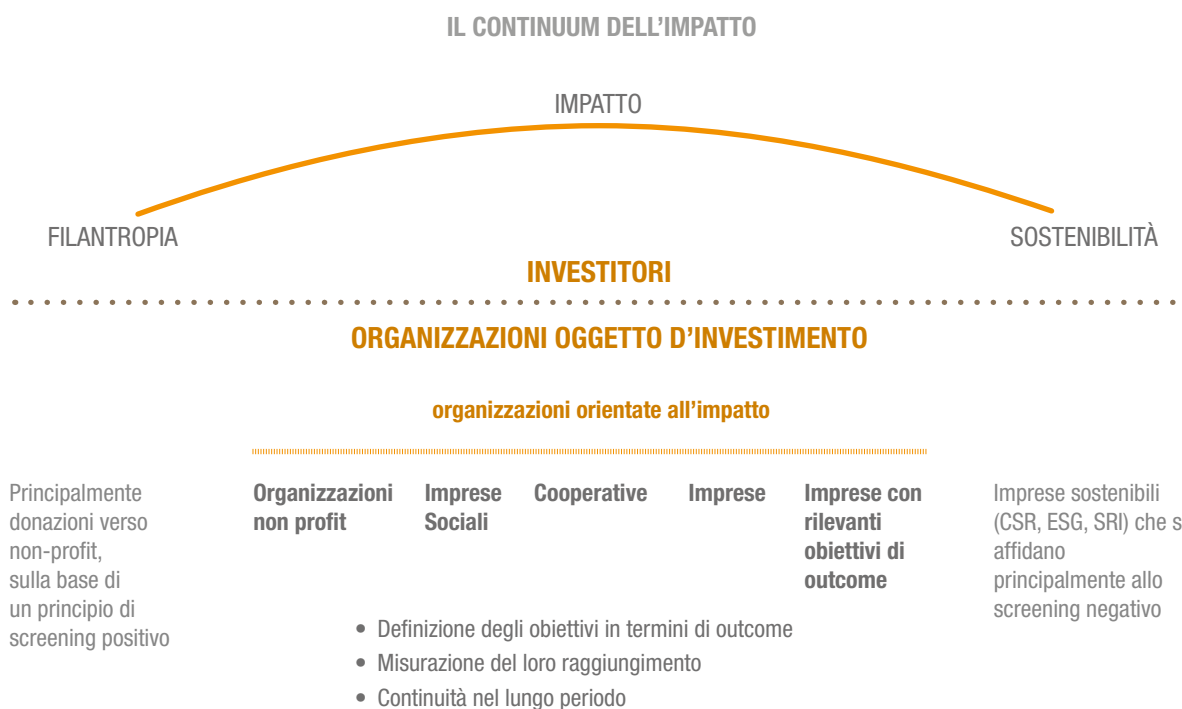 IL CONTINUUM DELL'IMPATTO
IMPATTO
FILANTROPIA
SOSTENIBILITÀ
INVESTITORI
ORGANIZZAZIONI OGGETTO D'INVESTIMENTO
organizzazioni orientate all'impatto
Principalmente
donazioni verso
non-profit,
sulla base di
un principio di
screening positivo
Organizzazioni
non profit
Imprese
Sociali
Cooperative
Imprese
Imprese con
rilevanti
obiettivi di
outcome
Imprese sostenibili
(CSR, ESG, SRI) che s
affidano
principalmente allo
screening negativo
• Definizione degli obiettivi in termini di outcome
• Misurazione del loro raggiungimento
• Continuità nel lungo periodo